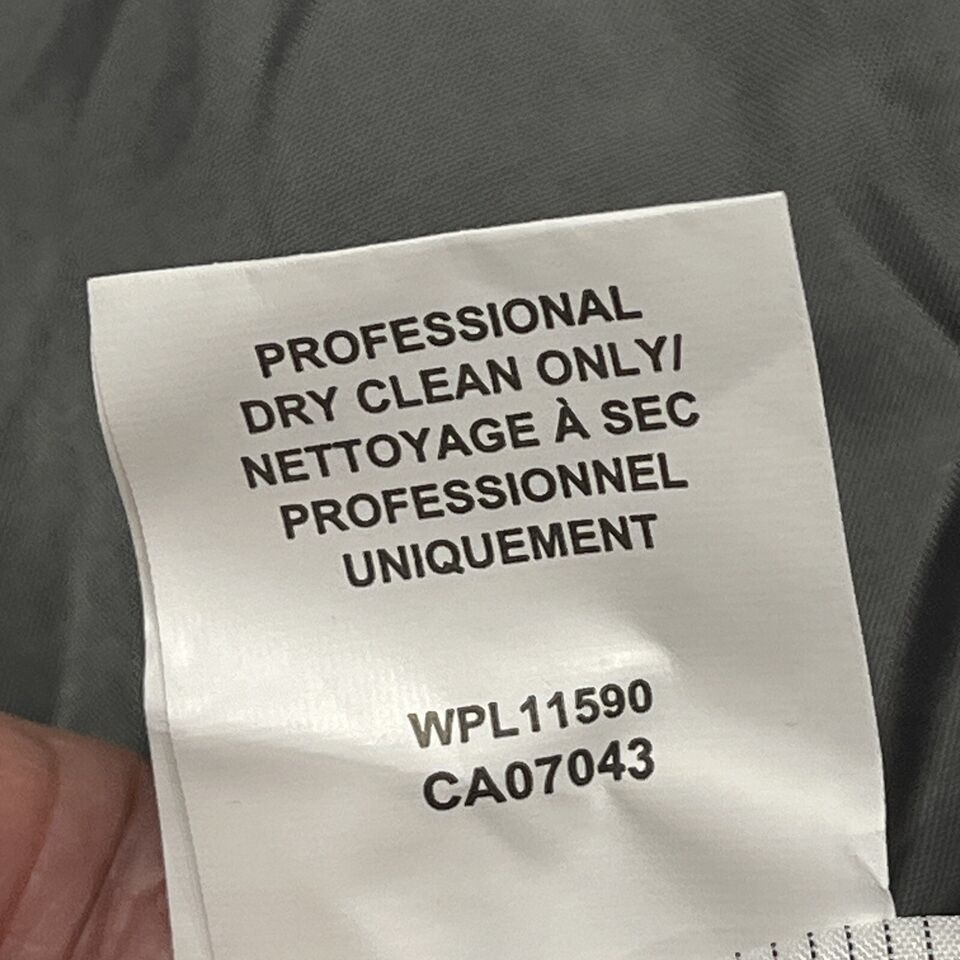 PROFESSIONAL
DRY CLEAN ONLY/
NETTOYAGE À SEC
PROFESSIONNEL
UNIQUEMENT
WPL11590
CA07043